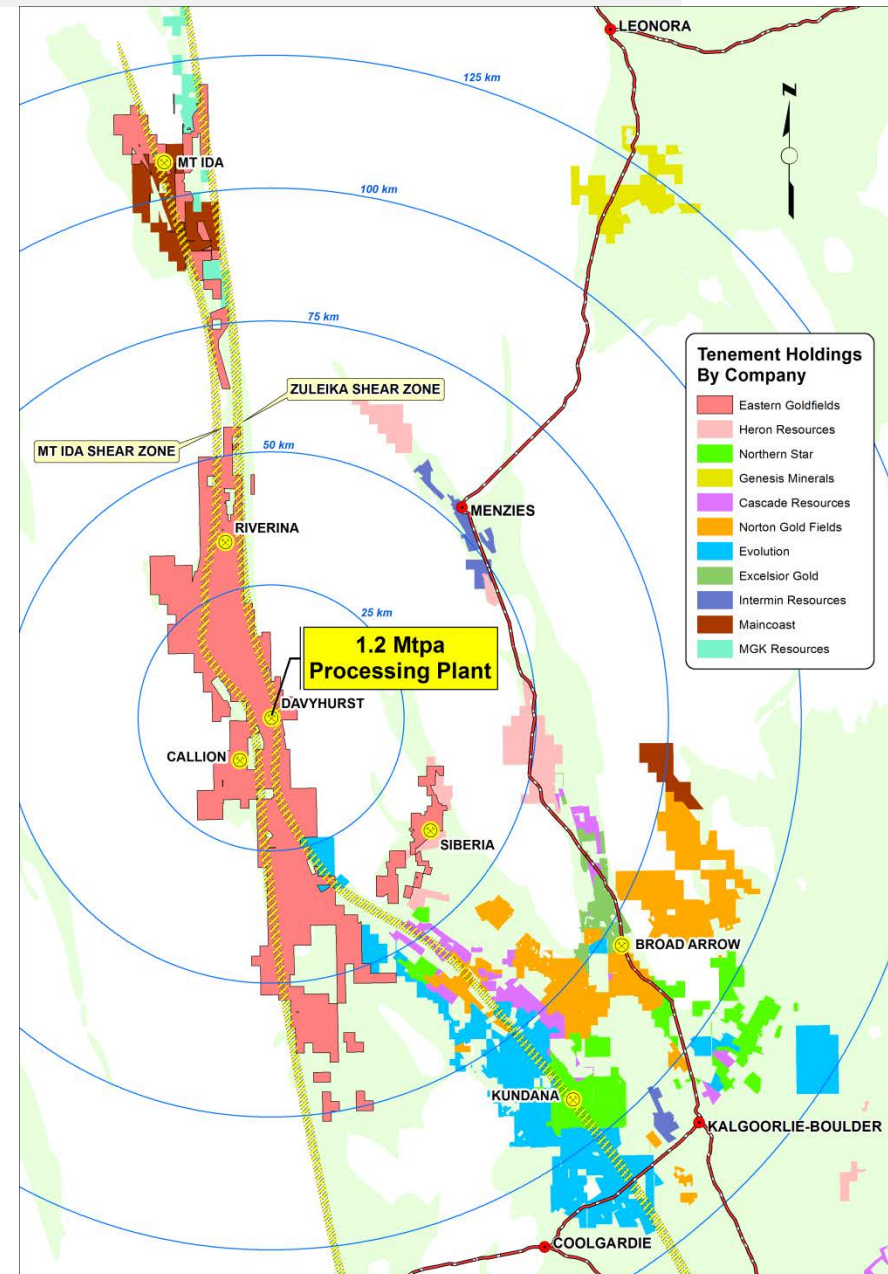 LEONORA
125 km
N
MT IDA
100 km
75 km
Tenement Holdings
By Company
Eastern Goldfields
Heron Resources
Northern Star
Genesis Minerals
Cascade Resources
Norton Gold Fields
Evolution
Excelsior Gold
Intermin Resources
Maincoast
MGK Resources
ZULEIKA SHEAR ZONE
MT IDA SHEAR ZONE
50 km
MENZIES
RIVERINA
25 km
1.2 Mtpa
Processing Plant
DAVYHURST
CALLION
SIBERIA
BROAD ARROW
KUNDANA
KALGOORLIE-BOULDER
COOLGARDIE